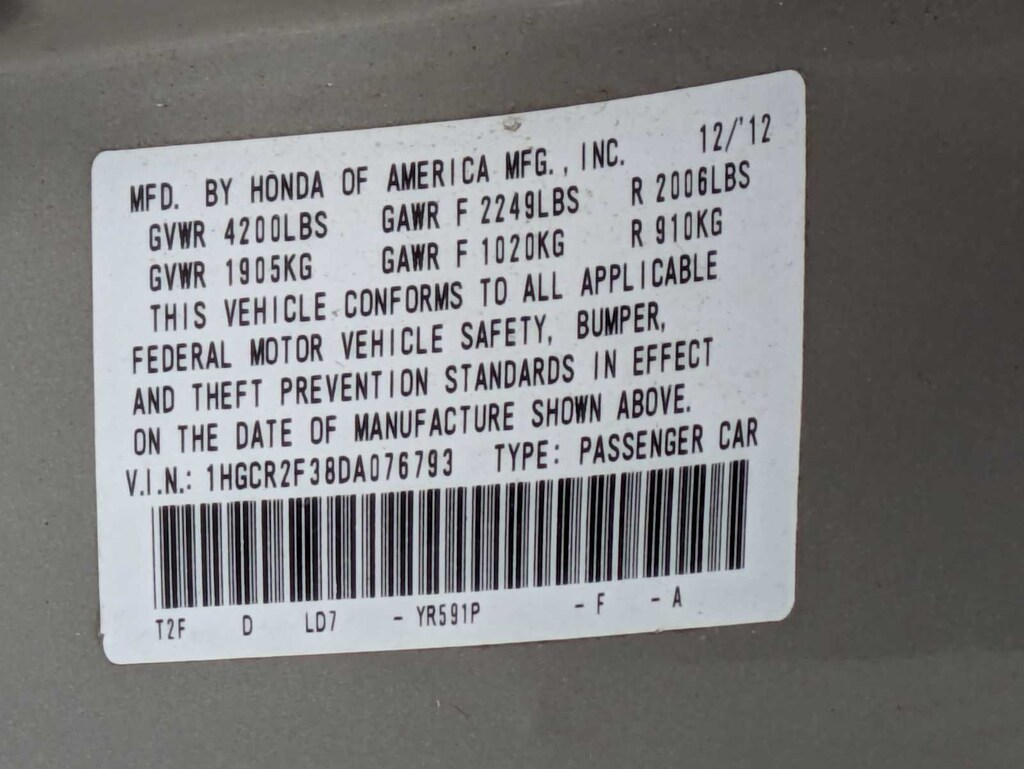 MFD. BY HONDA OF AMERICA MFG., INC. 12/'12
GVWR 4200LBS GAWR F 2249LBS R 2006LBS
GVWR 1905KG GAWR F 1020KG R 910KG
THIS VEHICLE CONFORMS TO ALL APPLICABLE
FEDERAL MOTOR VEHICLE SAFETY, BUMPER,
AND THEFT PREVENTION STANDARDS IN EFFECT
ON THE DATE OF MANUFACTURE SHOWN ABOVE.
V.I.N.: 1HGCR2F38DA076793 TYPE: PASSENGER CAR
T2F D LD7 - YR591P - F - A